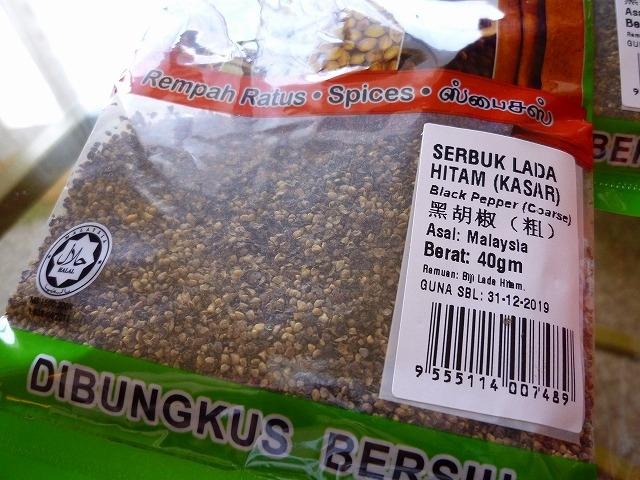 Rempah Ratus • Spices • ஸ்பைசஸ்
SERBUK LADA
HITAM (KASAR)
Black Pepper (Coarse)
黑胡椒（粗）
Asal: Malaysia
Berat: 40gm
Ramuan: Biji Lada Hitam.
GUNA SBL: 31-12-2019
9 555114 007489
HALAL
DIBUNGKUS BERSIH